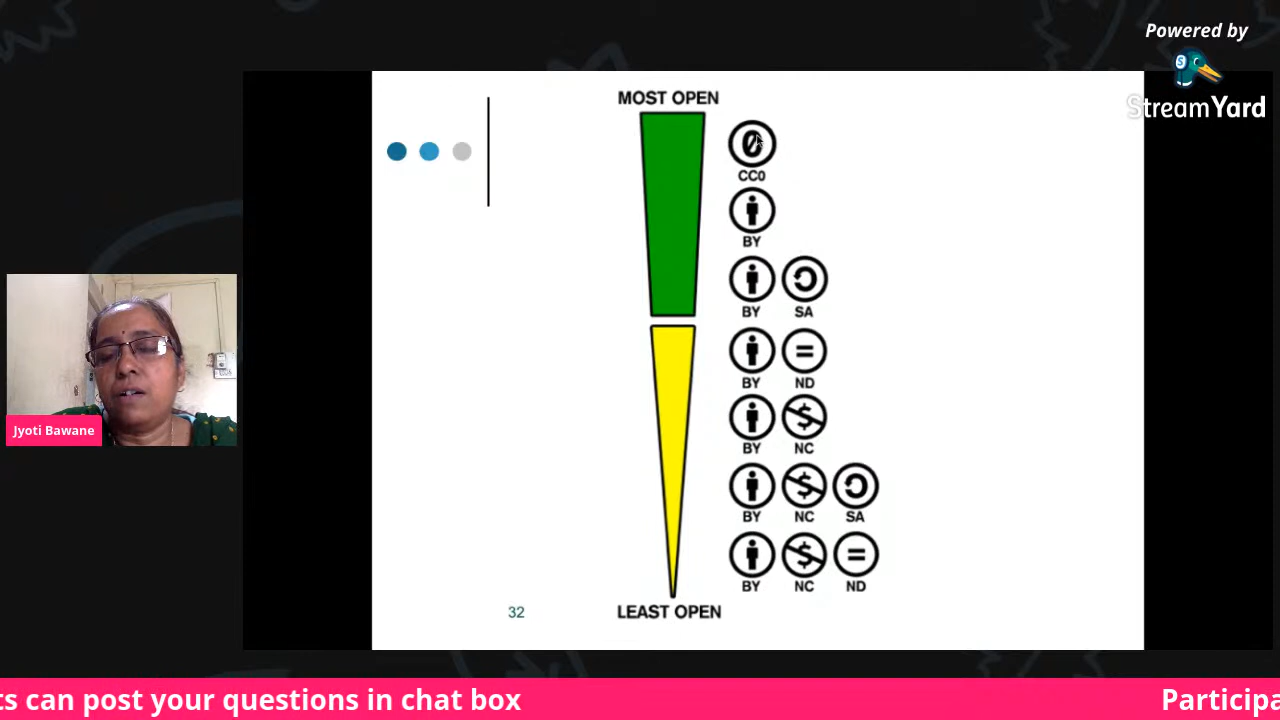 Powered by
StreamYard
MOST OPEN
CC0
BY
BY SA
BY ND
BY NC
BY NC SA
BY NC ND
32
LEAST OPEN
Jyoti Bawane
ts can post your questions in chat box
Participa